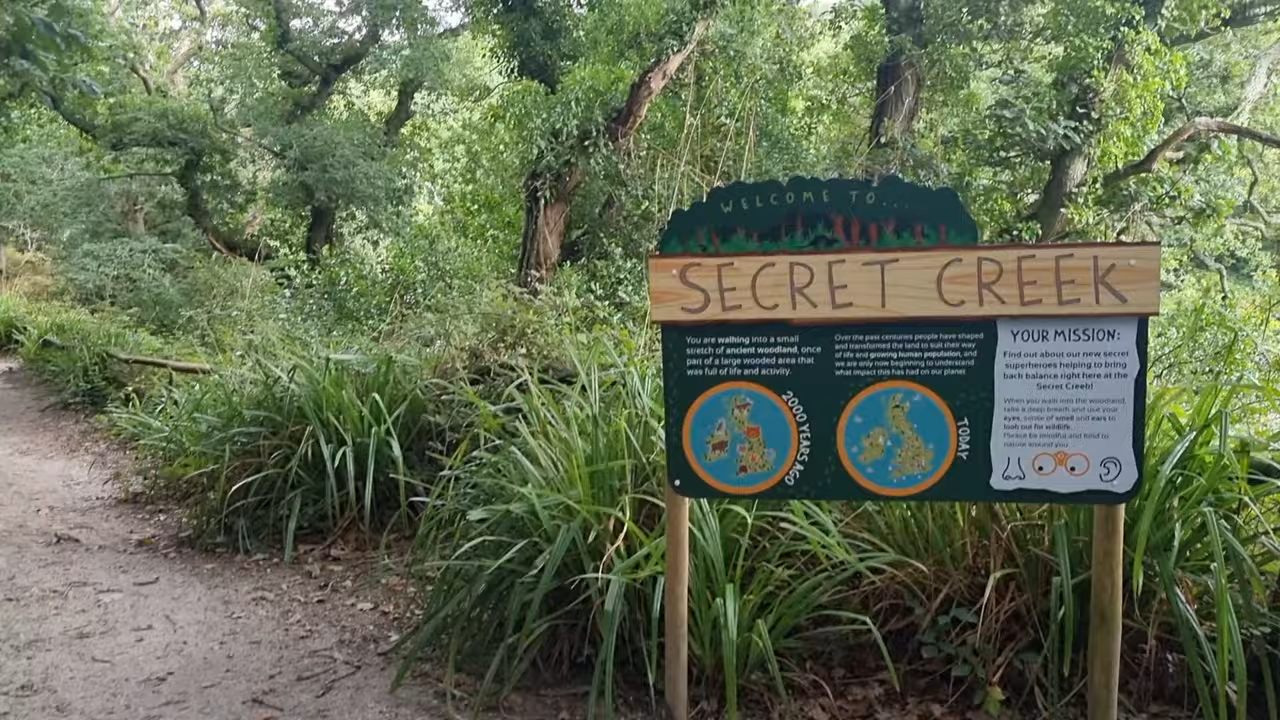 WELCOME TO...
SECRET CREEK
You are walking into a small
stretch of ancient woodland, once
part of a large wooded area that
was full of life and activity.
2000 YEARS AGO
Over the past centuries people have shaped
and transformed the land to suit their way
of life and growing human population, and
we are only now beginning to understand
what impact this has had on our planet
TODAY
YOUR MISSION:
Find out about our new secret
superheroes helping to bring
back balance right here at the
Secret Creek!
When you walk into the woodland,
take a deep breath and use your
eyes, sense of smell and ears to
look out for wildlife...
Please be mindful and kind to
nature around you...